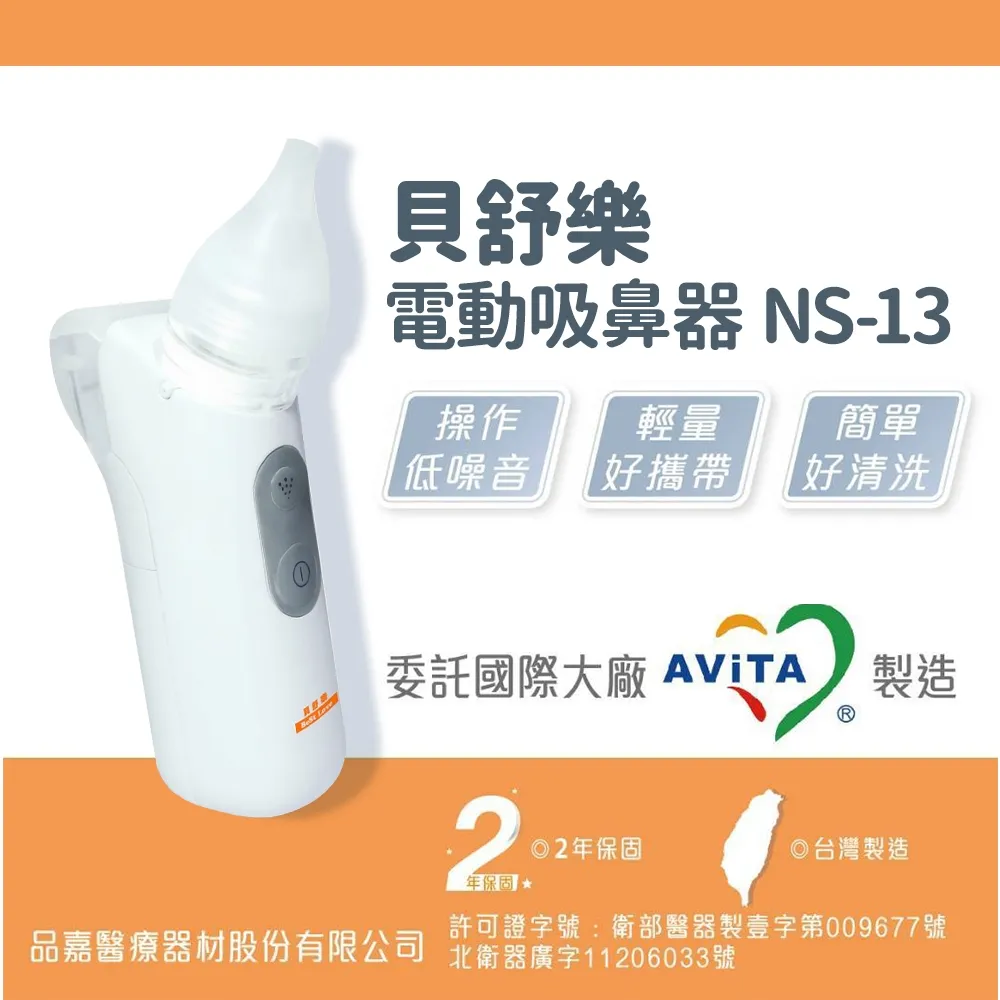 貝舒樂
電動吸鼻器 NS-13
操作
低噪音
輕量
好攜帶
簡單
好清洗
委託國際大廠 AViTA ® 製造
貝舒樂
2
年保固
◎2年保固
◎台灣製造
品嘉醫療器材股份有限公司
許可證字號：衛部醫器製壹字第009677號
北衛器廣字11206033號